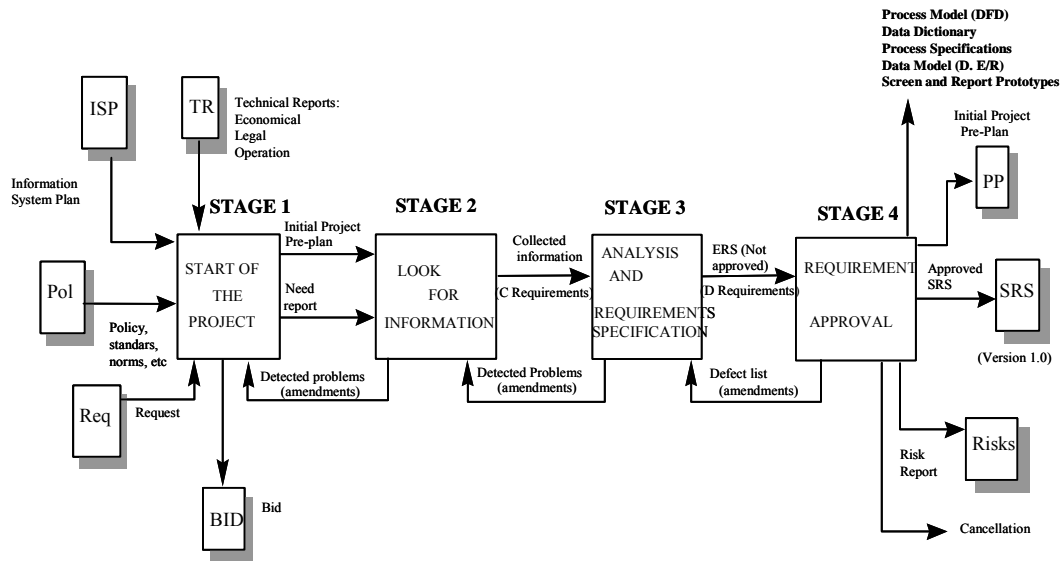 Process Model (DFD)
Data Dictionary
Process Specifications
Data Model (D. E/R)
Screen and Report Prototypes
ISP
TR
Technical Reports:
Economical
Legal
Operation
Initial Project
Pre-Plan
PP
Information
System Plan
STAGE 1
STAGE 2
STAGE 3
STAGE 4
START OF
THE
PROJECT
Initial Project
Pre-plan
Need
report
LOOK
FOR
INFORMATION
Collected
information
(C Requirements)
ANALYSIS
AND
REQUIREMENTS
SPECIFICATION
ERS (Not
approved)
(D Requirements)
REQUIREMENT
APPROVAL
Approved
SRS
SRS
(Version 1.0)
Pol
Policy,
standars,
norms, etc
Req
Request
Detected problems
(amendments)
Detected Problems
(amendments)
Defect list
(amendments)
Risk
Report
Risks
BID
Bid
Cancellation